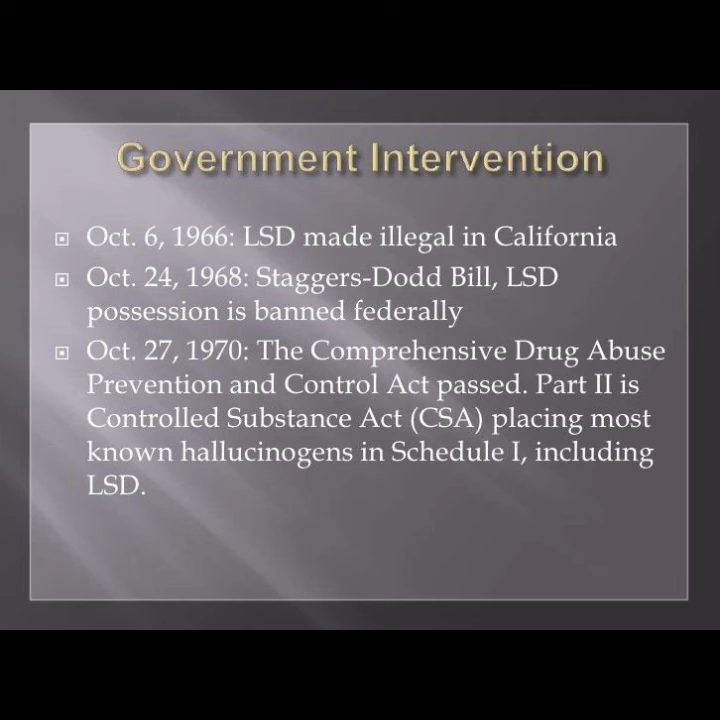 Government Intervention
Oct. 6, 1966: LSD made illegal in California
Oct. 24, 1968: Staggers-Dodd Bill, LSD
possession is banned federally
Oct. 27, 1970: The Comprehensive Drug Abuse
Prevention and Control Act passed. Part II is
Controlled Substance Act (CSA) placing most
known hallucinogens in Schedule I, including
LSD.